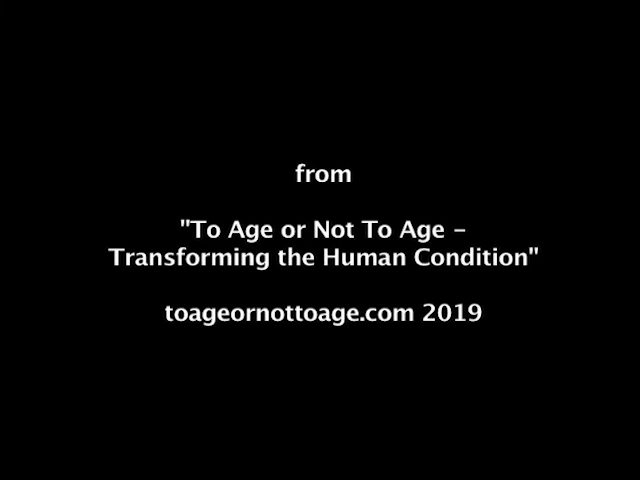 from
"To Age or Not To Age –
Transforming the Human Condition"
toageornottoage.com 2019